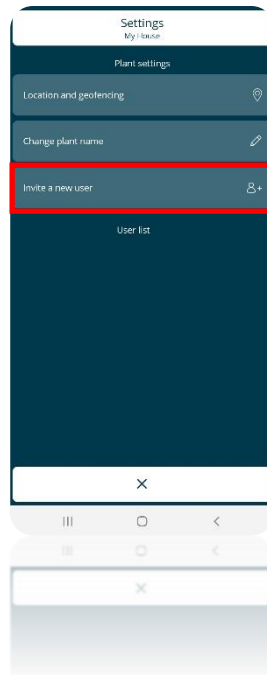 Settings
My House
Plant settings
Location and geofencing
Change plant name
Invite a new user
User list